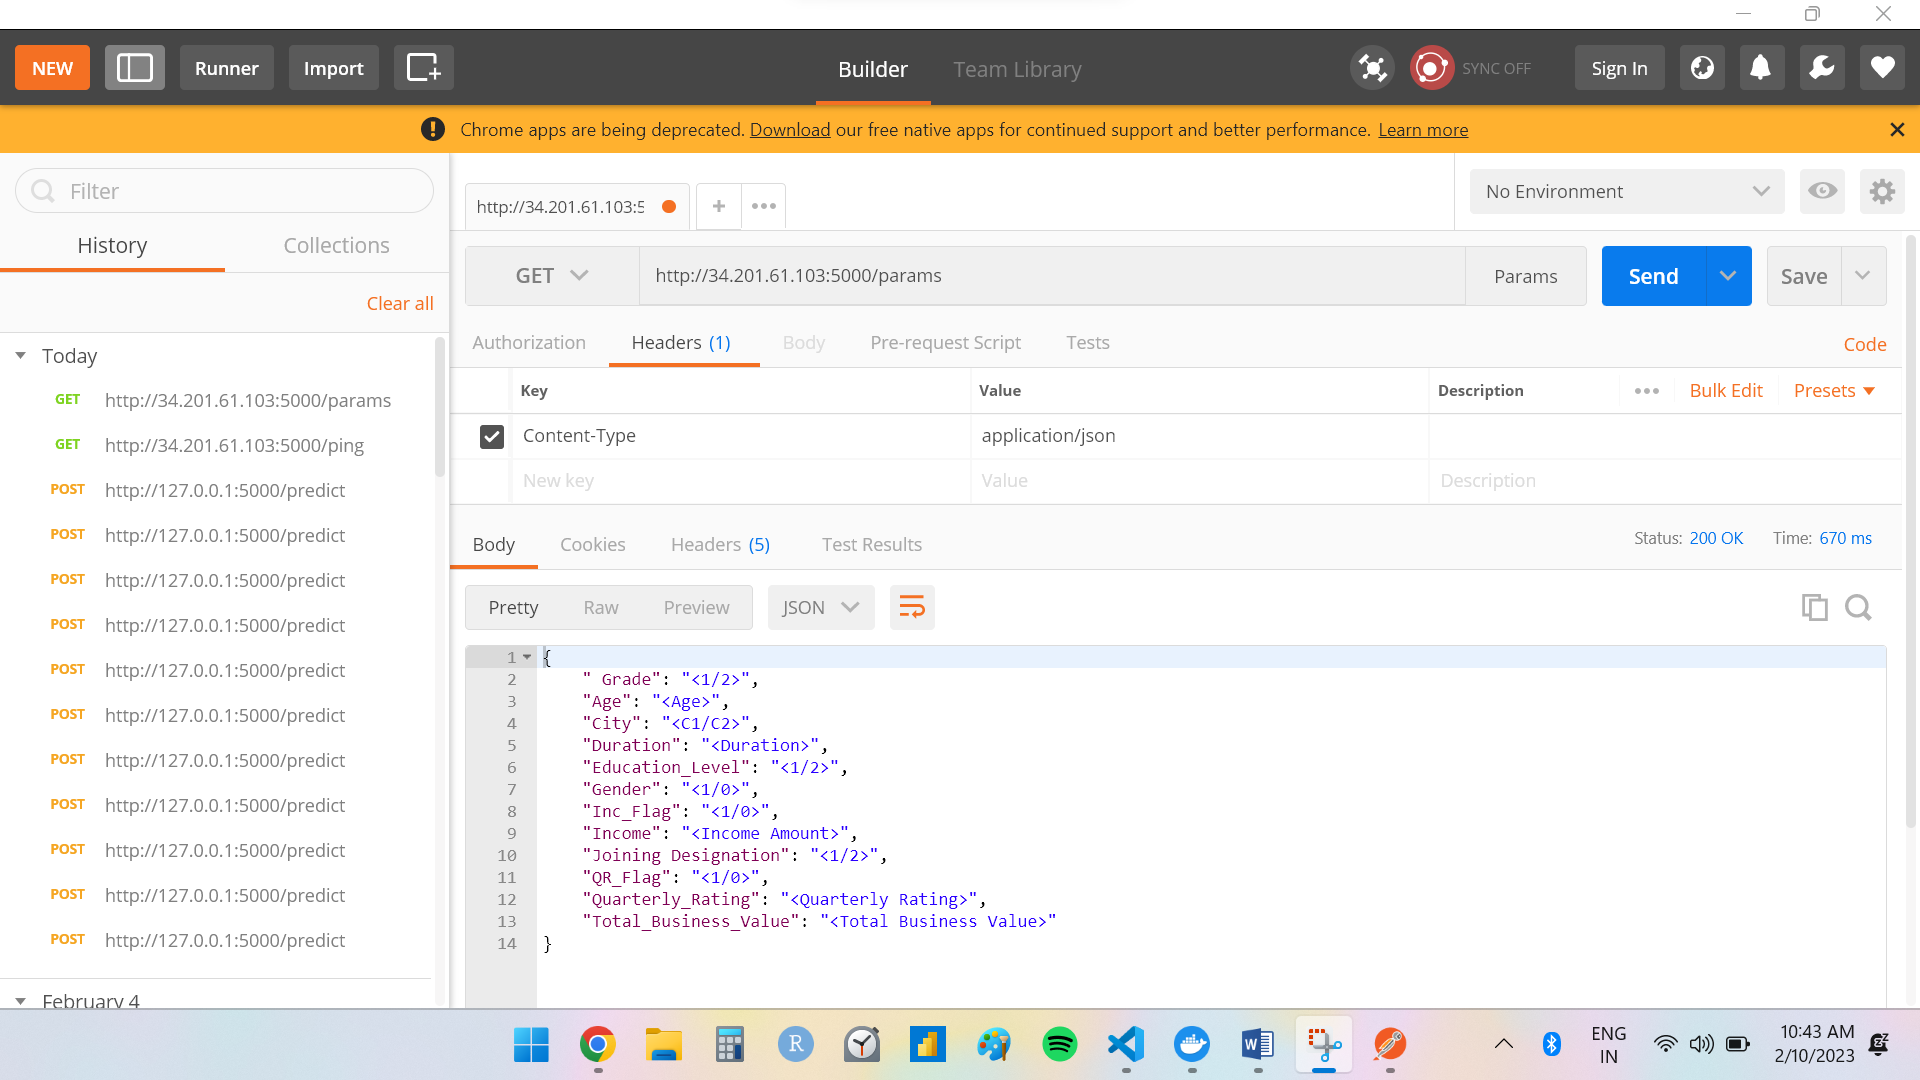 NEW
Runner
Import
Builder
Team Library
SYNC OFF
Sign In
Chrome apps are being deprecated. Download our free native apps for continued support and better performance. Learn more
Filter
History
Collections
Clear all
Today
GET http://34.201.61.103:5000/params
GET http://34.201.61.103:5000/ping
POST http://127.0.0.1:5000/predict
POST http://127.0.0.1:5000/predict
POST http://127.0.0.1:5000/predict
POST http://127.0.0.1:5000/predict
POST http://127.0.0.1:5000/predict
POST http://127.0.0.1:5000/predict
POST http://127.0.0.1:5000/predict
POST http://127.0.0.1:5000/predict
POST http://127.0.0.1:5000/predict
POST http://127.0.0.1:5000/predict
POST http://127.0.0.1:5000/predict
February 4
http://34.201.61.103:5
No Environment
GET
http://34.201.61.103:5000/params
Params
Send
Save
Authorization
Headers (1)
Body
Pre-request Script
Tests
Code
Key
Value
Description
Bulk Edit
Presets
Content-Type
application/json
New key
Value
Description
Body
Cookies
Headers (5)
Test Results
Status: 200 OK
Time: 670 ms
Pretty
Raw
Preview
JSON
1 {
2 " Grade": "<1/2>",
3 "Age": "<Age>",
4 "City": "<C1/C2>",
5 "Duration": "<Duration>",
6 "Education_Level": "<1/2>",
7 "Gender": "<1/0>",
8 "Inc_Flag": "<1/0>",
9 "Income": "<Income Amount>",
10 "Joining Designation": "<1/2>",
11 "QR_Flag": "<1/0>",
12 "Quarterly_Rating": "<Quarterly Rating>",
13 "Total_Business_Value": "<Total Business Value>"
14 }
R
W
ENG
IN
10:43 AM
2/10/2023